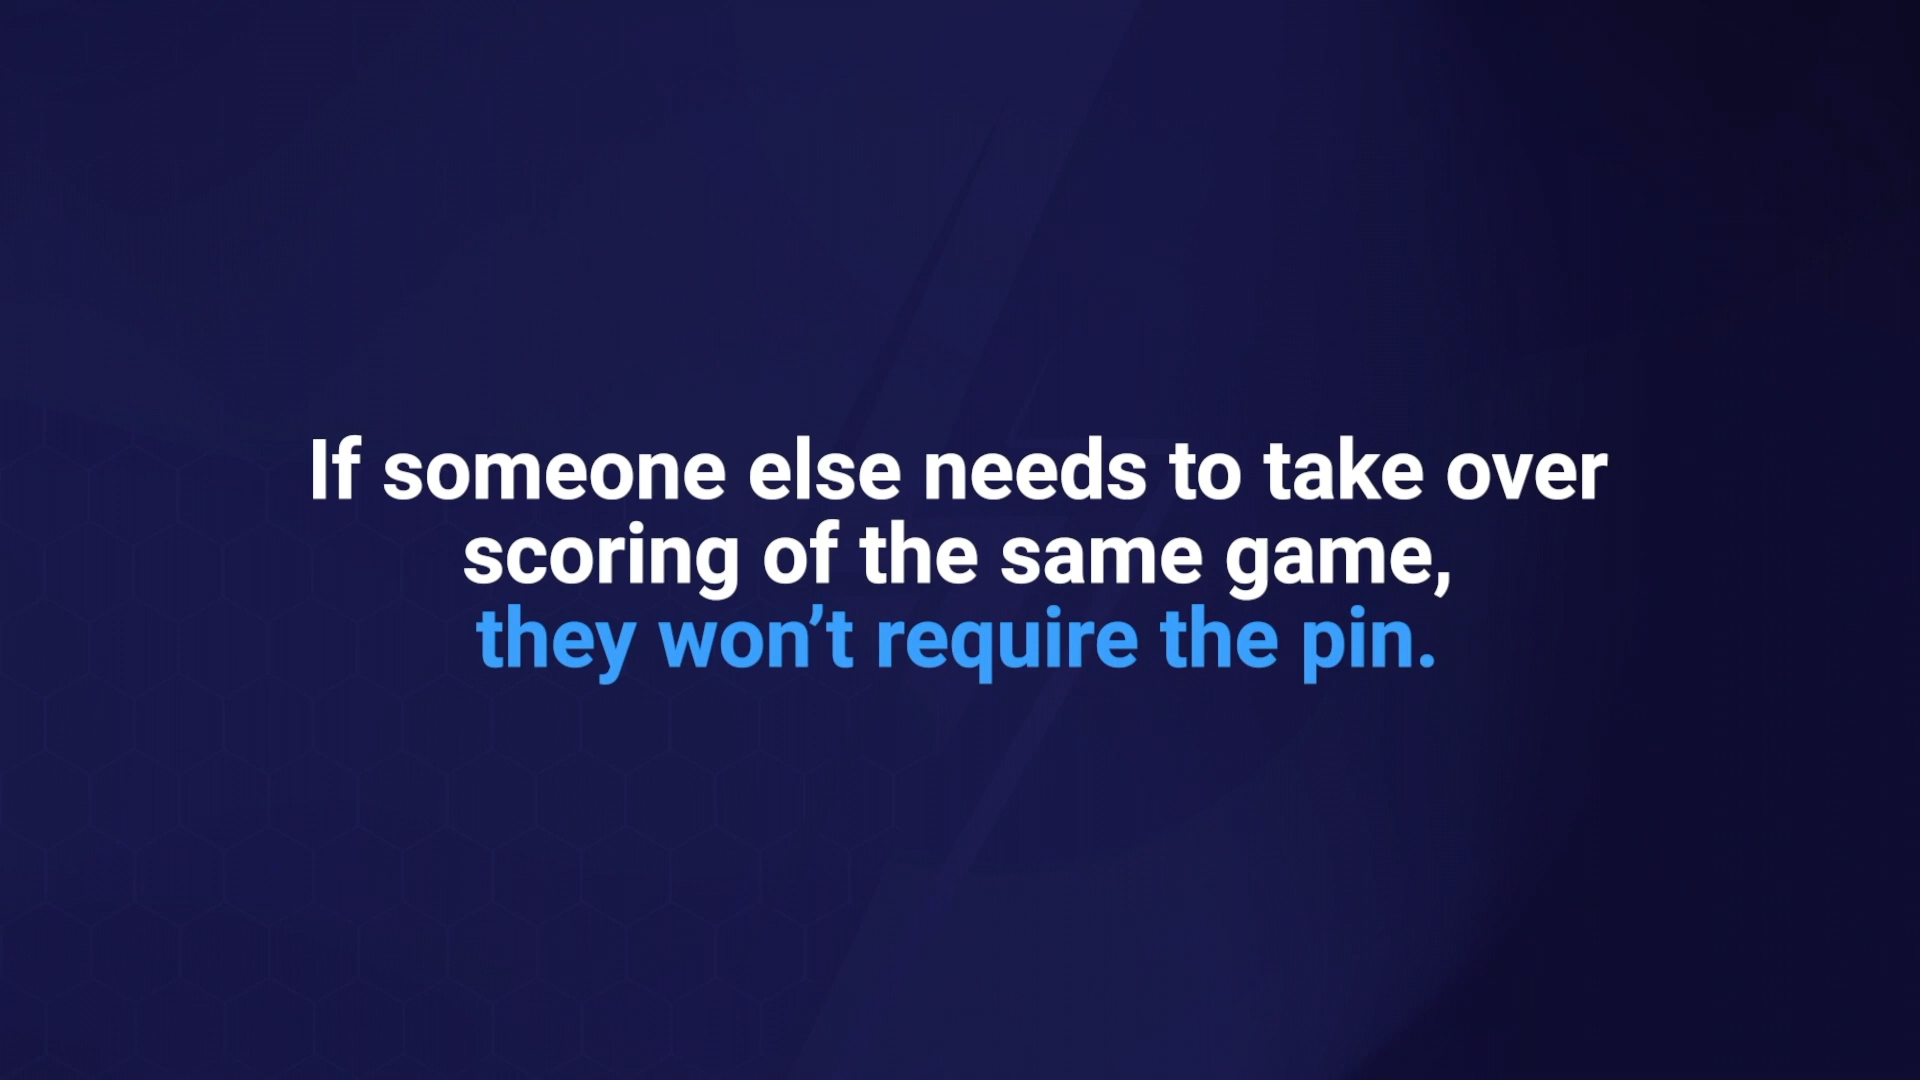 If someone else needs to take over
scoring of the same game,
they won’t require the pin.